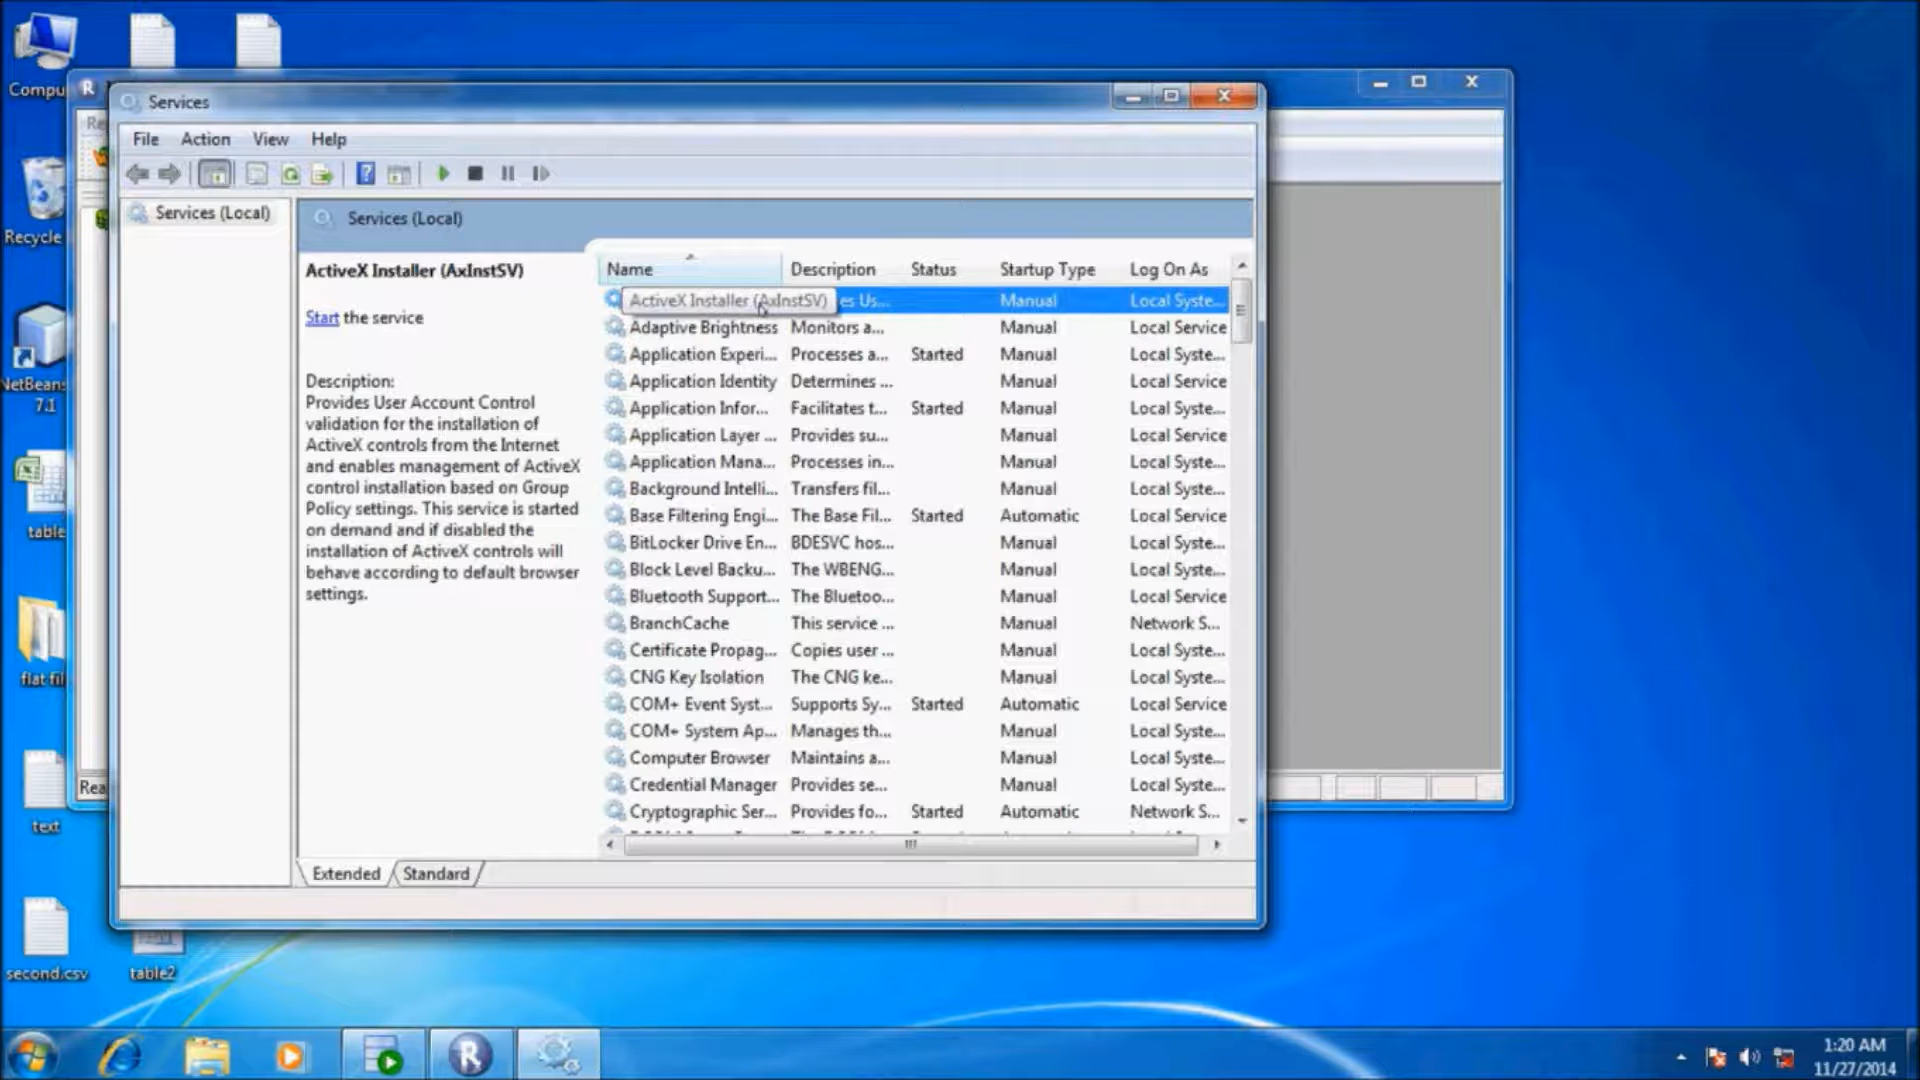 Compu
R
Services
File Action View Help
Services (Local)
Services (Local)
ActiveX Installer (AxInstSV)
Start the service
Description:
Provides User Account Control
validation for the installation of
ActiveX controls from the Internet
and enables management of ActiveX
control installation based on Group
Policy settings. This service is started
on demand and if disabled the
installation of ActiveX controls will
behave according to default browser
settings.
Name Description Status Startup Type Log On As
ActiveX Installer (AxInstSV) es Us... Manual Local Syste...
Adaptive Brightness Monitors a... Manual Local Service
Application Experi... Processes a... Started Manual Local Syste...
Application Identity Determines ... Manual Local Service
Application Infor... Facilitates t... Started Manual Local Syste...
Application Layer ... Provides su... Manual Local Service
Application Mana... Processes in... Manual Local Syste...
Background Intelli... Transfers fil... Manual Local Syste...
Base Filtering Engi... The Base Fil... Started Automatic Local Service
BitLocker Drive En... BDESVC hos... Manual Local Syste...
Block Level Backu... The WBENG... Manual Local Syste...
Bluetooth Support... The Bluetoo... Manual Local Service
BranchCache This service ... Manual Network S...
Certificate Propag... Copies user ... Manual Local Syste...
CNG Key Isolation The CNG ke... Manual Local Syste...
COM+ Event Syst... Supports Sy... Started Automatic Local Service
COM+ System Ap... Manages th... Manual Local Syste...
Computer Browser Maintains a... Manual Local Syste...
Credential Manager Provides se... Manual Local Syste...
Cryptographic Ser... Provides fo... Started Automatic Network S...
Extended Standard
Recycle
NetBeans
7.1
table
flat fil
Rea
text
second.csv
table2
R
1:20 AM
11/27/2014